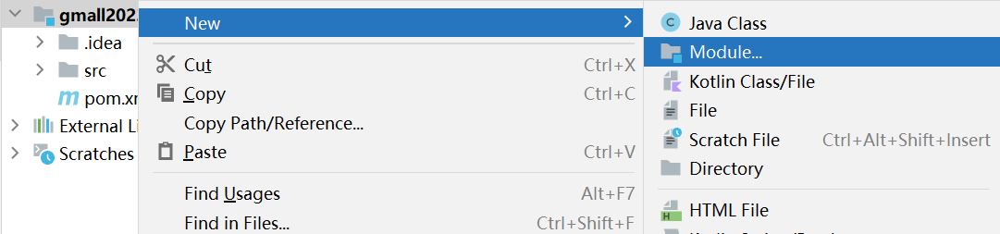 gmall202
.idea
src
pom.xm
External Li
Scratches
New
Cut Ctrl+X
Copy Ctrl+C
Copy Path/Reference...
Paste Ctrl+V
Find Usages Alt+F7
Find in Files... Ctrl+Shift+F
Java Class
Module...
Kotlin Class/File
File
Scratch File Ctrl+Alt+Shift+Insert
Directory
HTML File